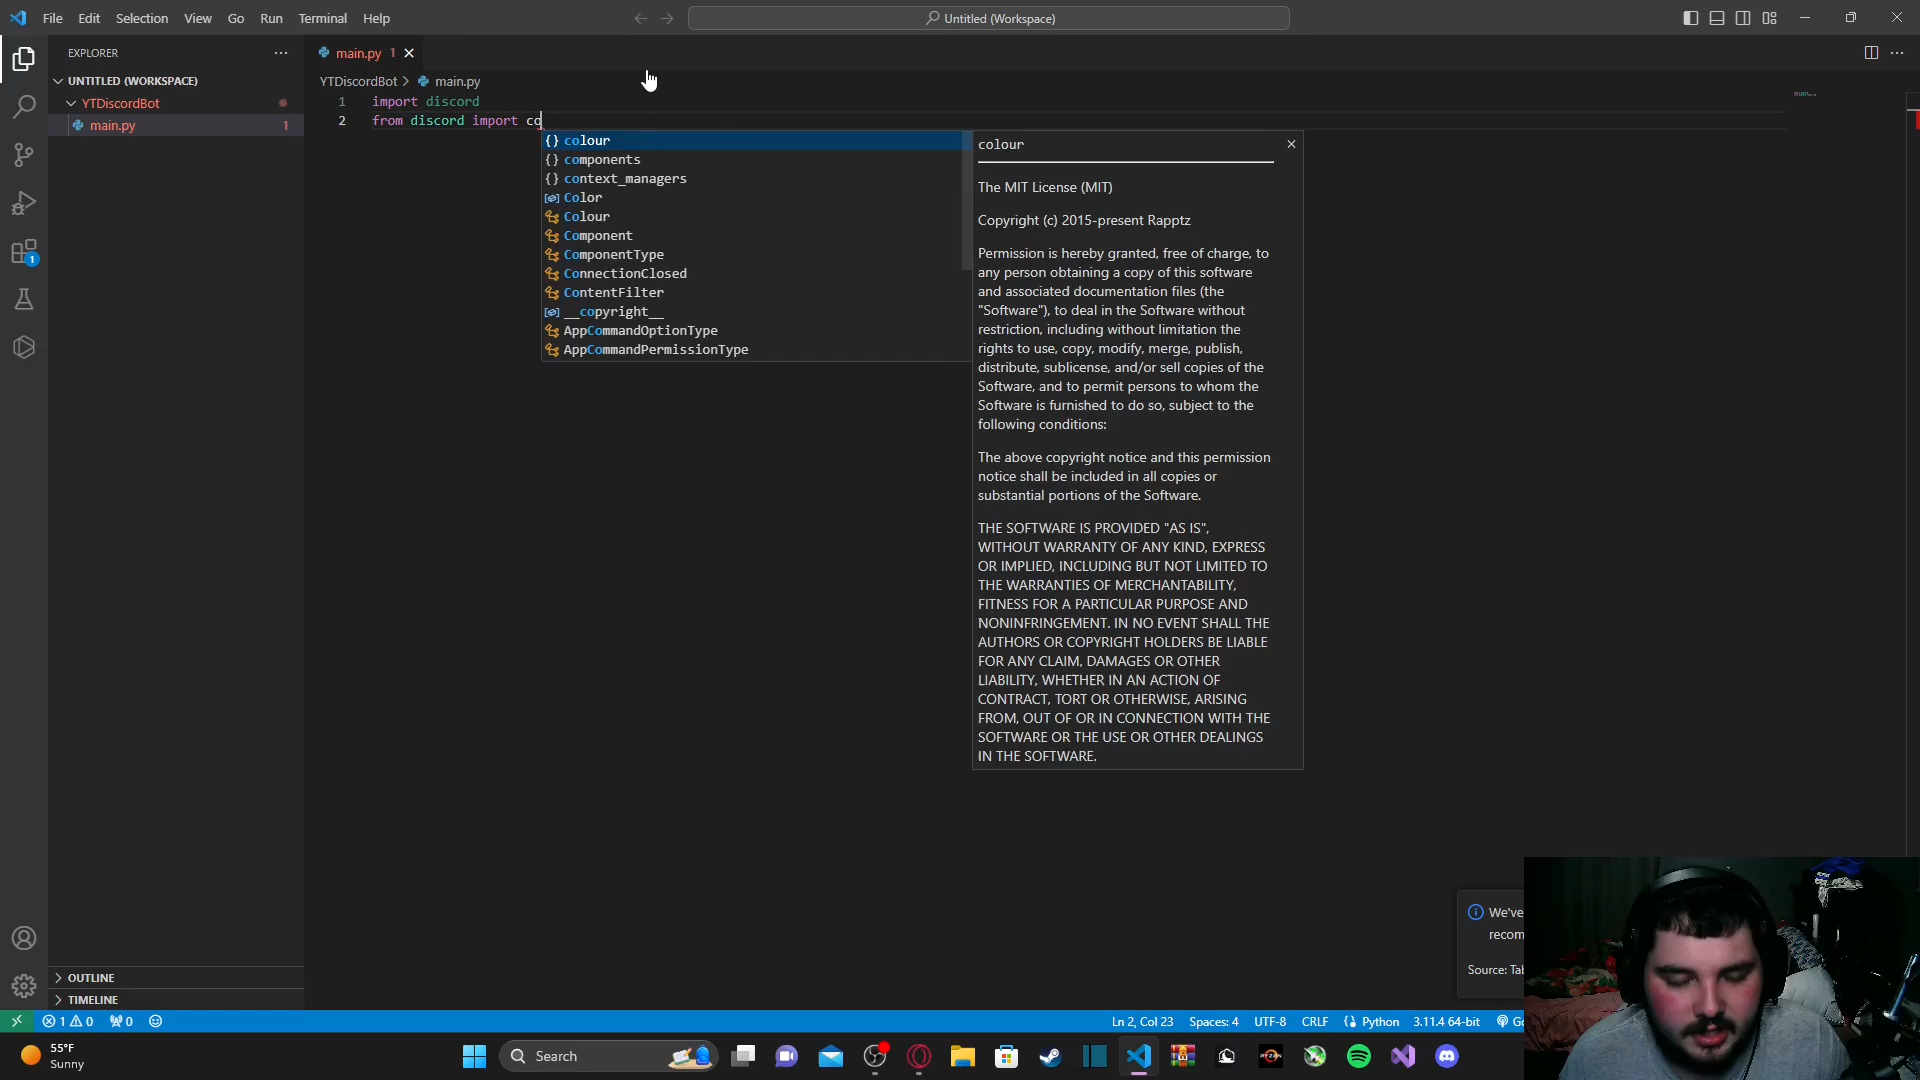 File Edit Selection View Go Run Terminal Help
Untitled (Workspace)
EXPLORER
main.py 1
UNTITLED (WORKSPACE)
YTDiscordBot
main.py 1
YTDiscordBot > main.py
1 import discord
2 from discord import co
colour
components
context_managers
Color
Colour
Component
ComponentType
ConnectionClosed
ContentFilter
__copyright__
AppCommandOptionType
AppCommandPermissionType
colour
The MIT License (MIT)
Copyright (c) 2015-present Rapptz
Permission is hereby granted, free of charge, to
any person obtaining a copy of this software
and associated documentation files (the
"Software"), to deal in the Software without
restriction, including without limitation the
rights to use, copy, modify, merge, publish,
distribute, sublicense, and/or sell copies of the
Software, and to permit persons to whom the
Software is furnished to do so, subject to the
following conditions:
The above copyright notice and this permission
notice shall be included in all copies or
substantial portions of the Software.
THE SOFTWARE IS PROVIDED "AS IS",
WITHOUT WARRANTY OF ANY KIND, EXPRESS
OR IMPLIED, INCLUDING BUT NOT LIMITED TO
THE WARRANTIES OF MERCHANTABILITY,
FITNESS FOR A PARTICULAR PURPOSE AND
NONINFRINGEMENT. IN NO EVENT SHALL THE
AUTHORS OR COPYRIGHT HOLDERS BE LIABLE
FOR ANY CLAIM, DAMAGES OR OTHER
LIABILITY, WHETHER IN AN ACTION OF
CONTRACT, TORT OR OTHERWISE, ARISING
FROM, OUT OF OR IN CONNECTION WITH THE
SOFTWARE OR THE USE OR OTHER DEALINGS
IN THE SOFTWARE.
1
We've
recom
Source: Tab
OUTLINE
TIMELINE
1 0 0 Ln 2, Col 23 Spaces: 4 UTF-8 CRLF Python 3.11.4 64-bit Go
55°F
Sunny
Search